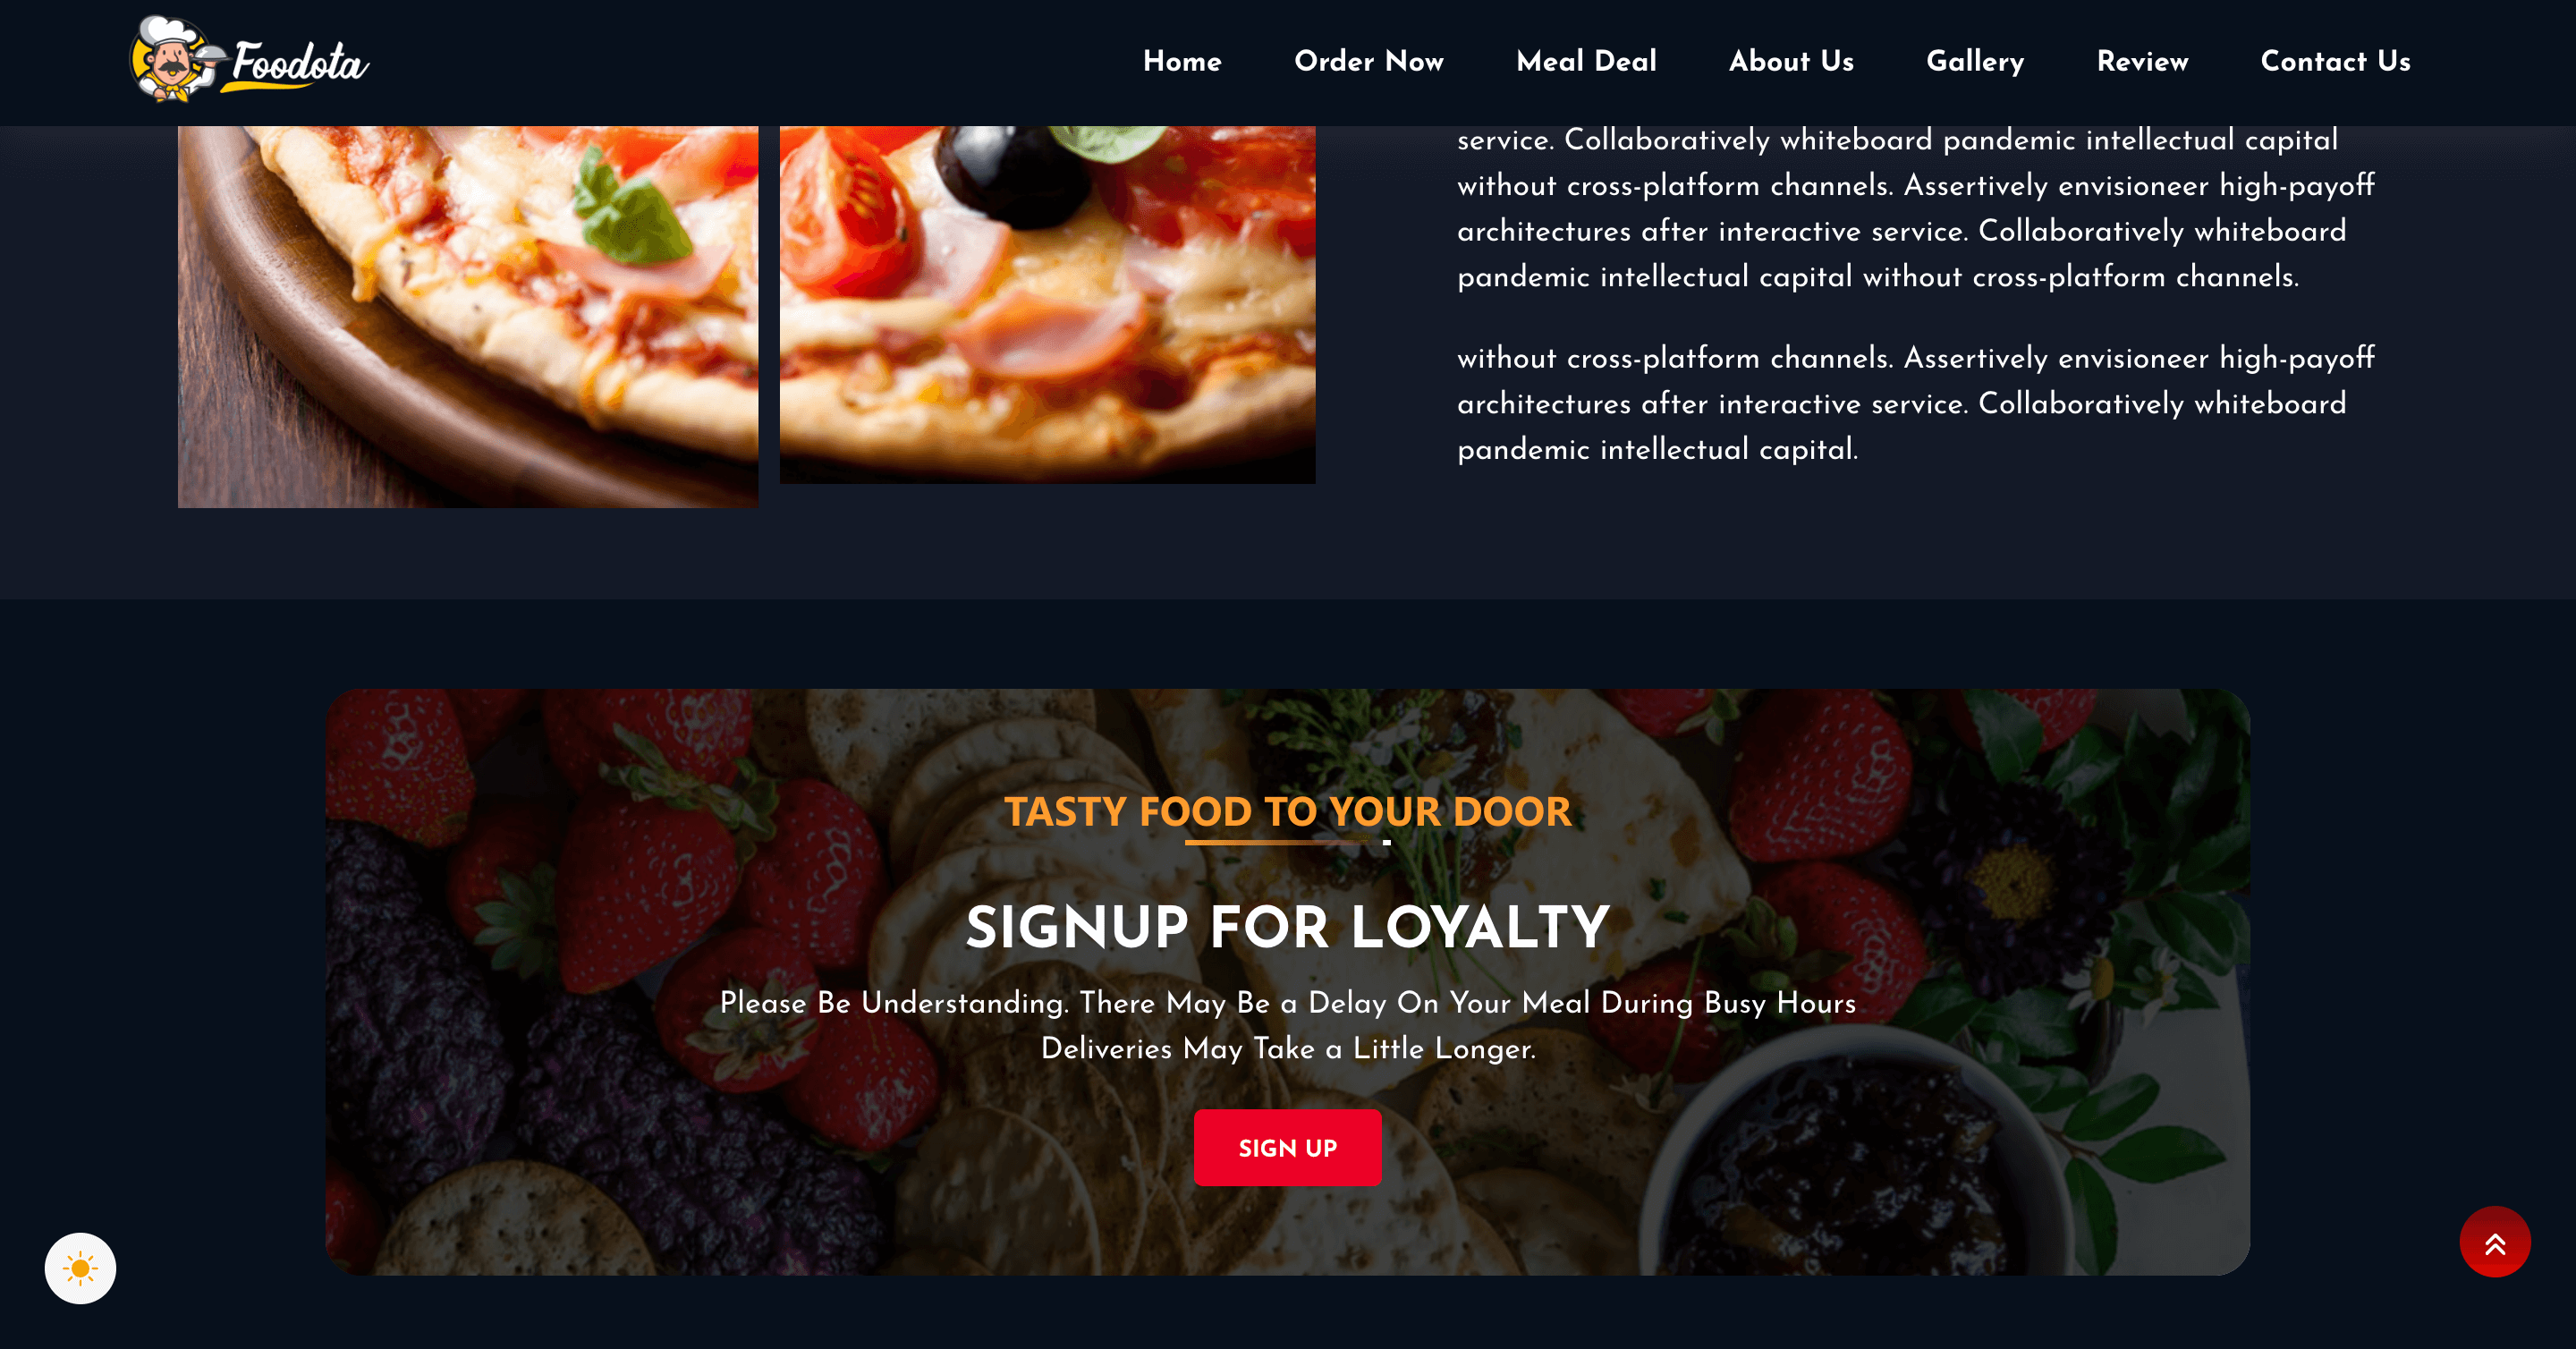 Foodota
Home Order Now Meal Deal About Us Gallery Review Contact Us
service. Collaboratively whiteboard pandemic intellectual capital
without cross-platform channels. Assertively envisioneer high-payoff
architectures after interactive service. Collaboratively whiteboard
pandemic intellectual capital without cross-platform channels.
without cross-platform channels. Assertively envisioneer high-payoff
architectures after interactive service. Collaboratively whiteboard
pandemic intellectual capital.
TASTY FOOD TO YOUR DOOR
SIGNUP FOR LOYALTY
Please Be Understanding. There May Be a Delay On Your Meal During Busy Hours
Deliveries May Take a Little Longer.
SIGN UP